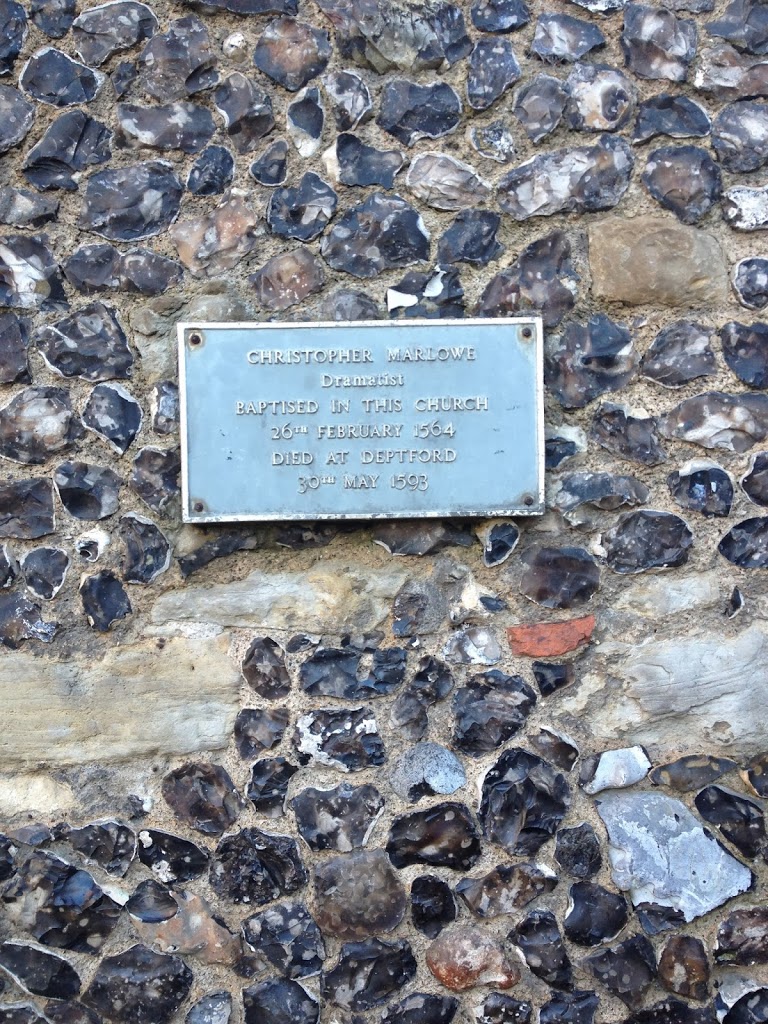 CHRISTOPHER MARLOWE
Dramatist
BAPTISED IN THIS CHURCH
26TH FEBRUARY 1564
DIED AT DEPTFORD
30TH MAY 1593